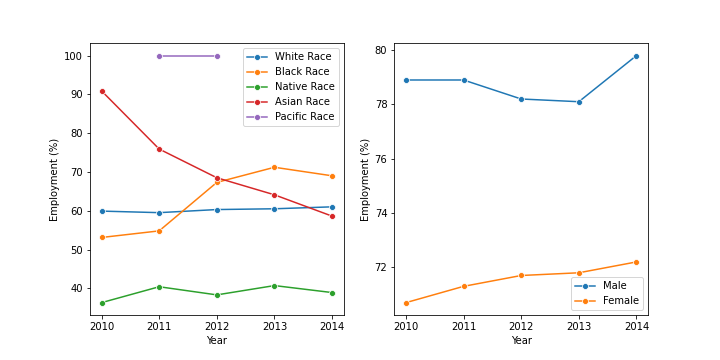 100
90
80
70
60
50
40
Employment (%)
2010 2011 2012 2013 2014
Year
White Race
Black Race
Native Race
Asian Race
Pacific Race
80
78
76
74
72
Employment (%)
2010 2011 2012 2013 2014
Year
Male
Female